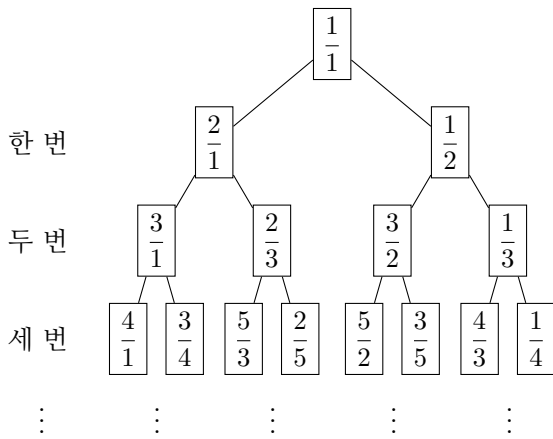 1/1
한 번 2/1 1/2
두 번 3/1 2/3 3/2 1/3
세 번 4/1 3/4 5/3 2/5 5/2 3/5 4/3 1/4
⋮ ⋮ ⋮ ⋮ ⋮